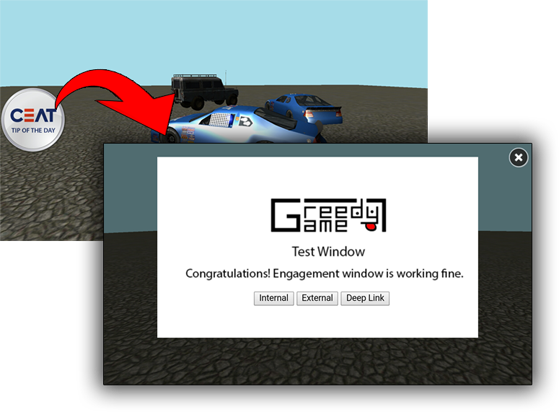 CEAT
TIP OF THE DAY
Greedy
Game
Test Window
Congratulations! Engagement window is working fine.
Internal
External
Deep Link